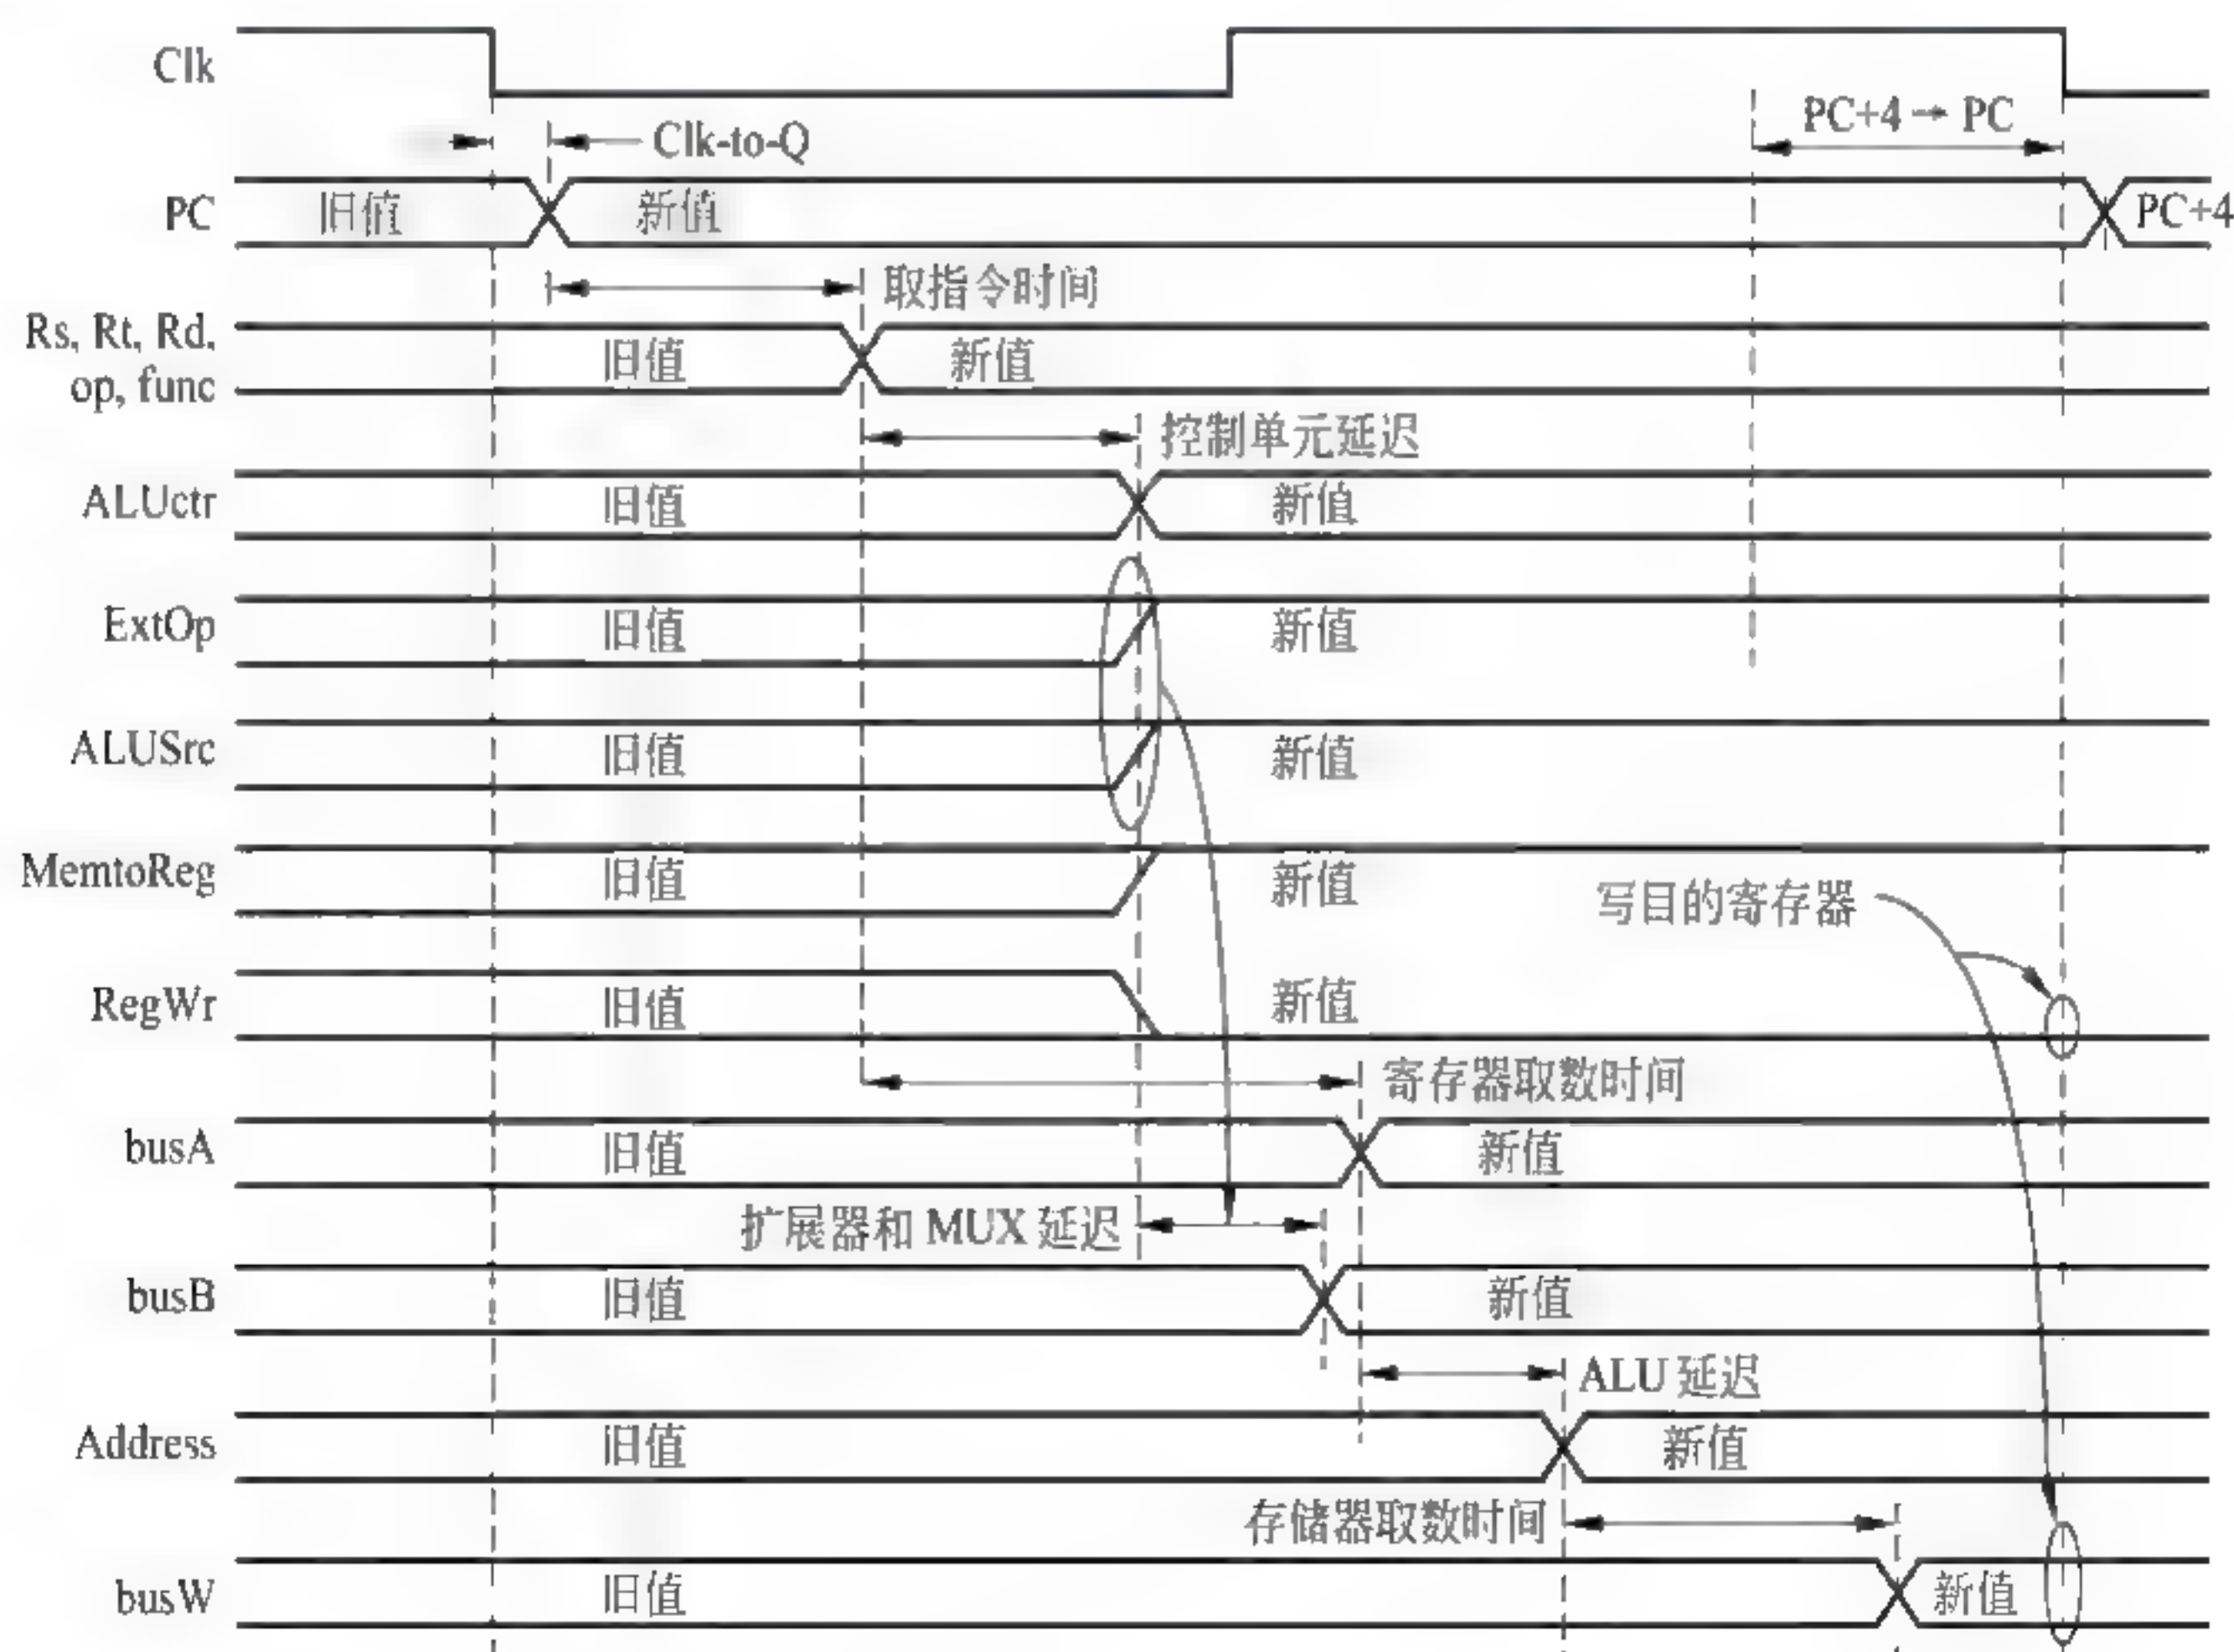 Clk
PC+4 → PC
Clk-to-Q
PC
旧值
新值
PC+4
取指令时间
Rs, Rt, Rd,
op, func
旧值
新值
控制单元延迟
ALUctr
旧值
新值
ExtOp
旧值
新值
ALUSrc
旧值
新值
MemtoReg
旧值
新值
写目的寄存器
RegWr
旧值
新值
寄存器取数时间
busA
旧值
新值
扩展器和 MUX 延迟
busB
旧值
新值
ALU 延迟
Address
旧值
新值
存储器取数时间
busW
旧值
新值